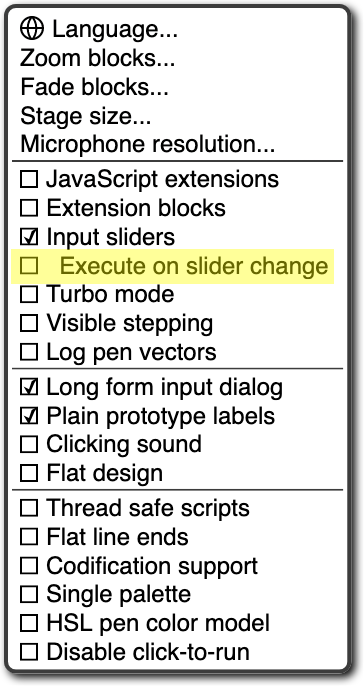 Language...
Zoom blocks...
Fade blocks...
Stage size...
Microphone resolution...
JavaScript extensions
Extension blocks
Input sliders
Execute on slider change
Turbo mode
Visible stepping
Log pen vectors
Long form input dialog
Plain prototype labels
Clicking sound
Flat design
Thread safe scripts
Flat line ends
Codification support
Single palette
HSL pen color model
Disable click-to-run